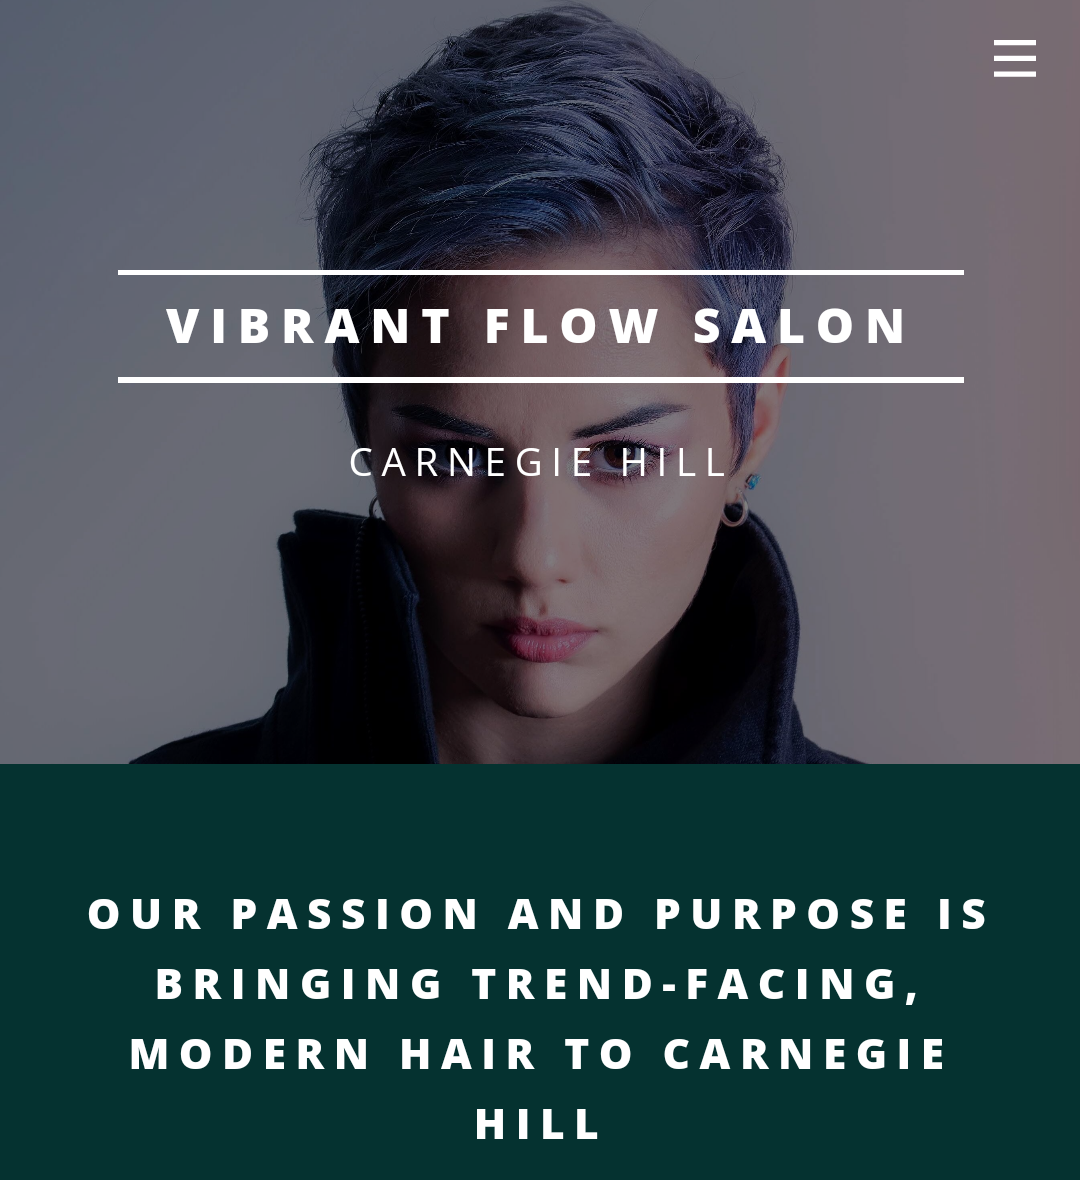 VIBRANT FLOW SALON
CARNEGIE HILL
OUR PASSION AND PURPOSE IS
BRINGING TREND-FACING,
MODERN HAIR TO CARNEGIE
HILL